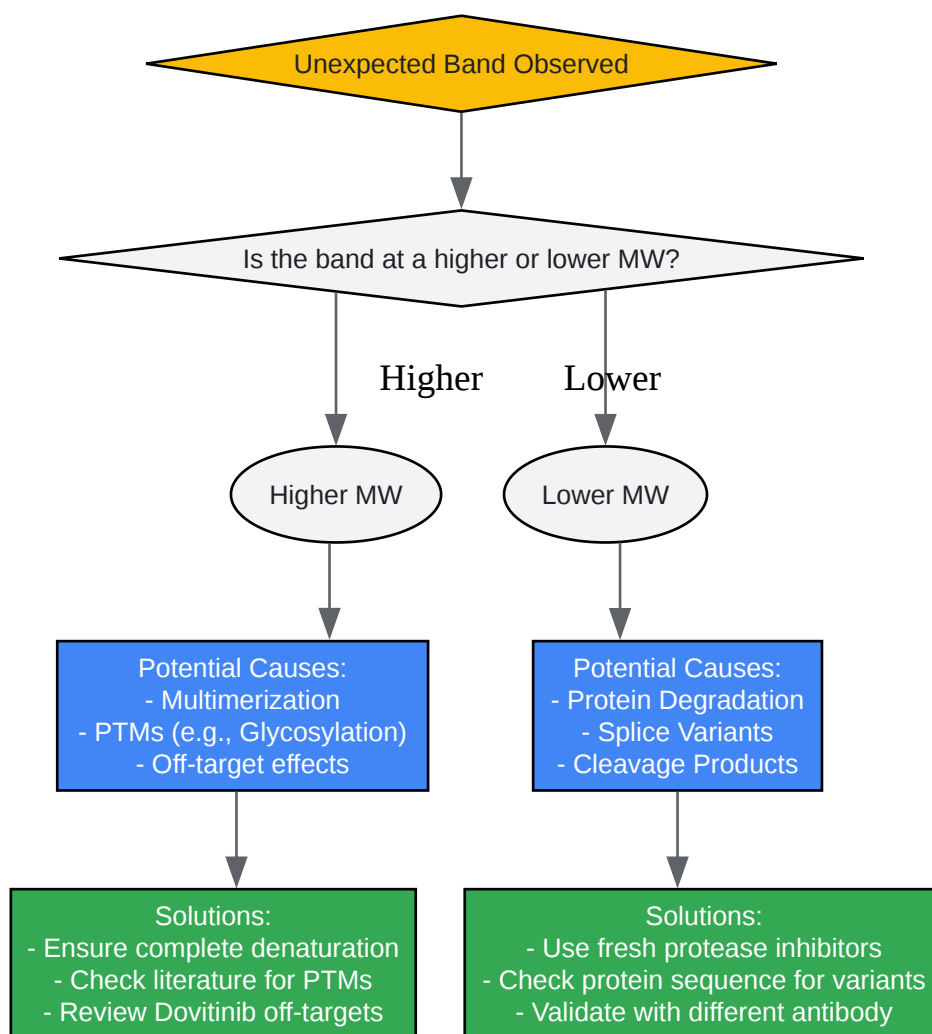 Unexpected Band Observed
Is the band at a higher or lower MW?
Higher
Lower
Higher MW
Lower MW
Potential Causes:
- Multimerization
- PTMs (e.g., Glycosylation)
- Off-target effects
Potential Causes:
- Protein Degradation
- Splice Variants
- Cleavage Products
Solutions:
- Ensure complete denaturation
- Check literature for PTMs
- Review Dovitinib off-targets
Solutions:
- Use fresh protease inhibitors
- Check protein sequence for variants
- Validate with different antibody